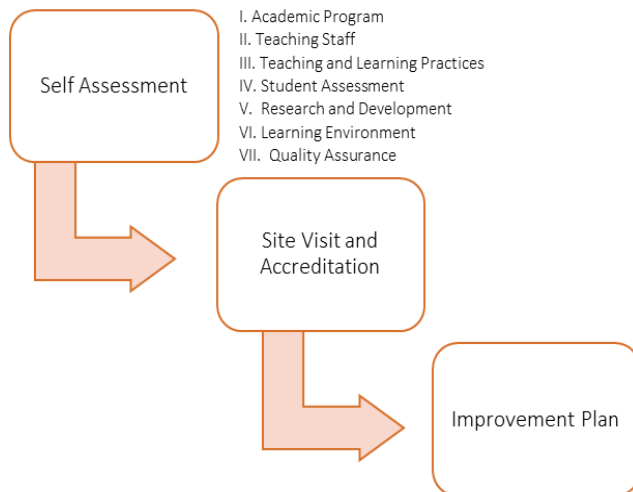 Self Assessment
I. Academic Program
II. Teaching Staff
III. Teaching and Learning Practices
IV. Student Assessment
V. Research and Development
VI. Learning Environment
VII. Quality Assurance
Site Visit and
Accreditation
Improvement Plan